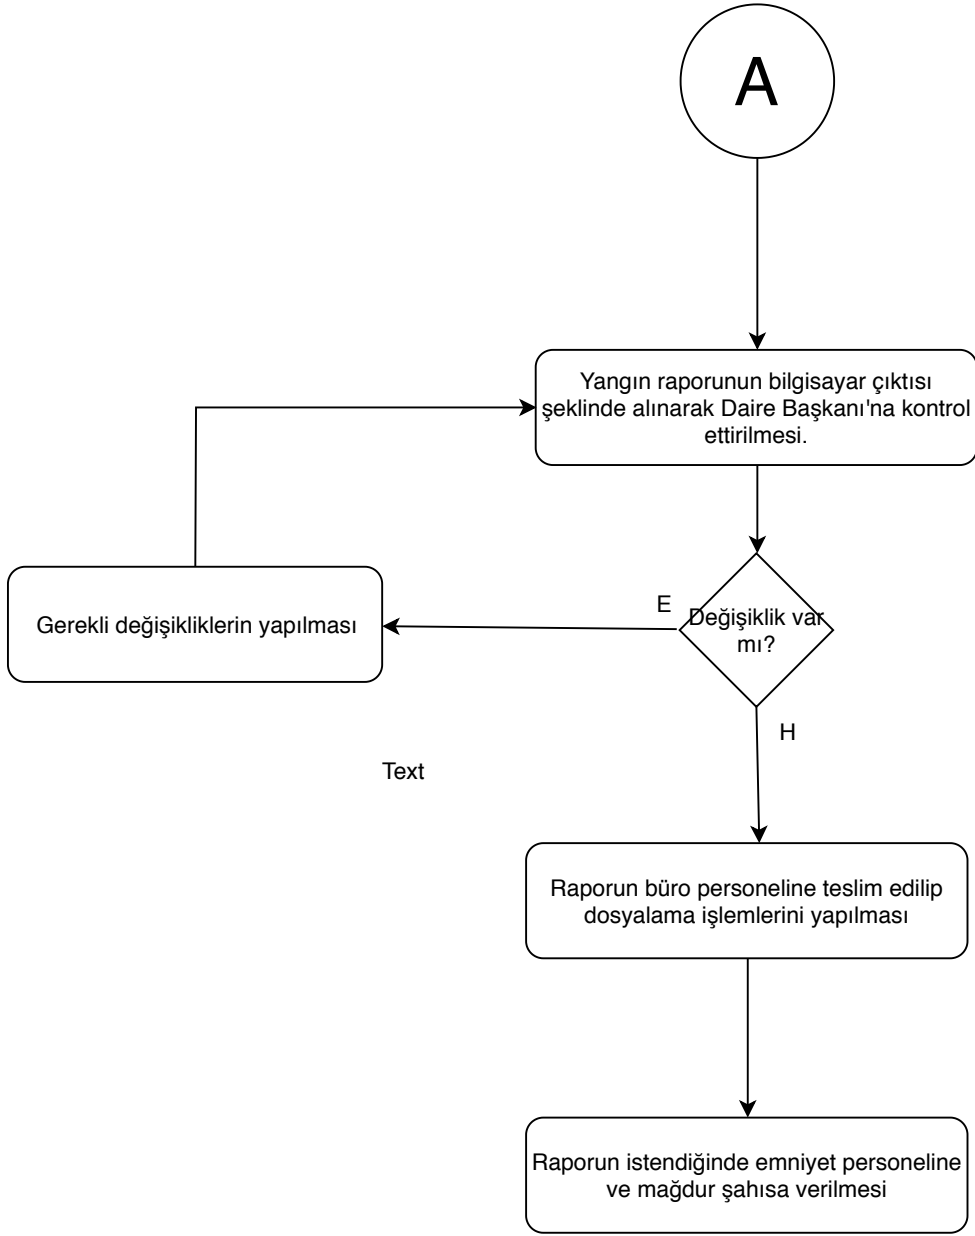 A
Yangın raporunun bilgisayar çıktısı
şeklinde alınarak Daire Başkanı'na kontrol
ettirilmesi.
E
Değişiklik var
mı?
Gerekli değişikliklerin yapılması
H
Text
Raporun büro personeline teslim edilip
dosyalama işlemlerini yapılması
Raporun istendiğinde emniyet personeline
ve mağdur şahısa verilmesi